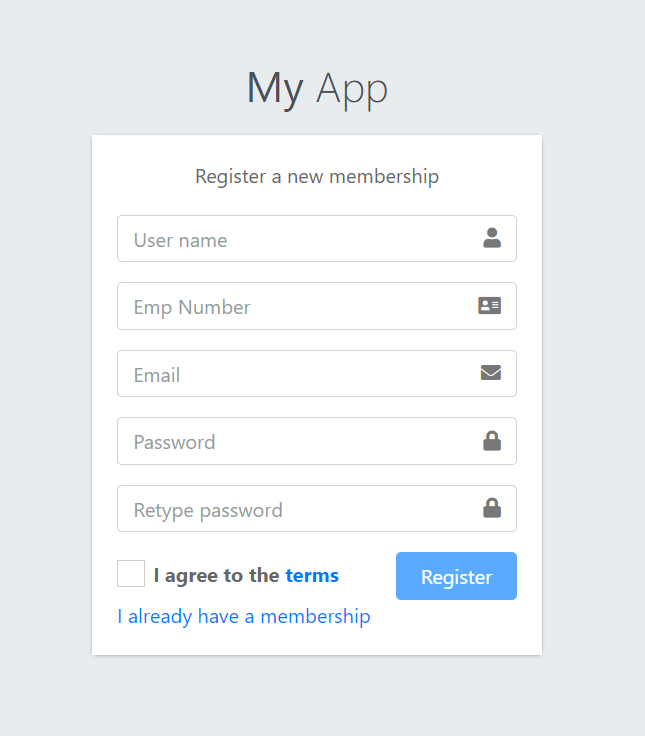 My App
Register a new membership
User name
Emp Number
Email
Password
Retype password
I agree to the terms
Register
I already have a membership